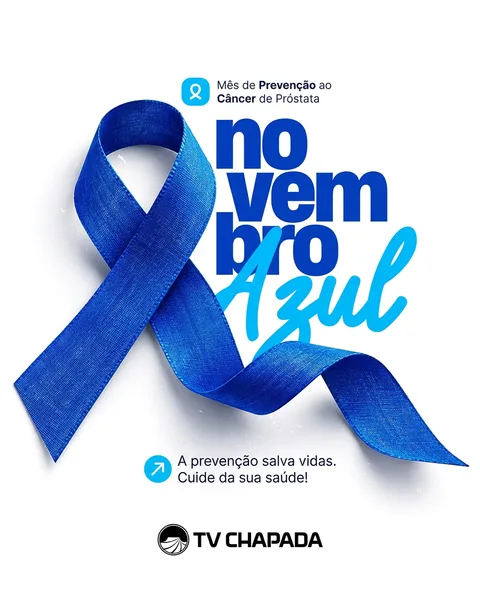 Mês de Prevenção ao
Câncer de Próstata
no
vem
bro
Azul
A prevenção salva vidas.
Cuide da sua saúde!
TV CHAPADA